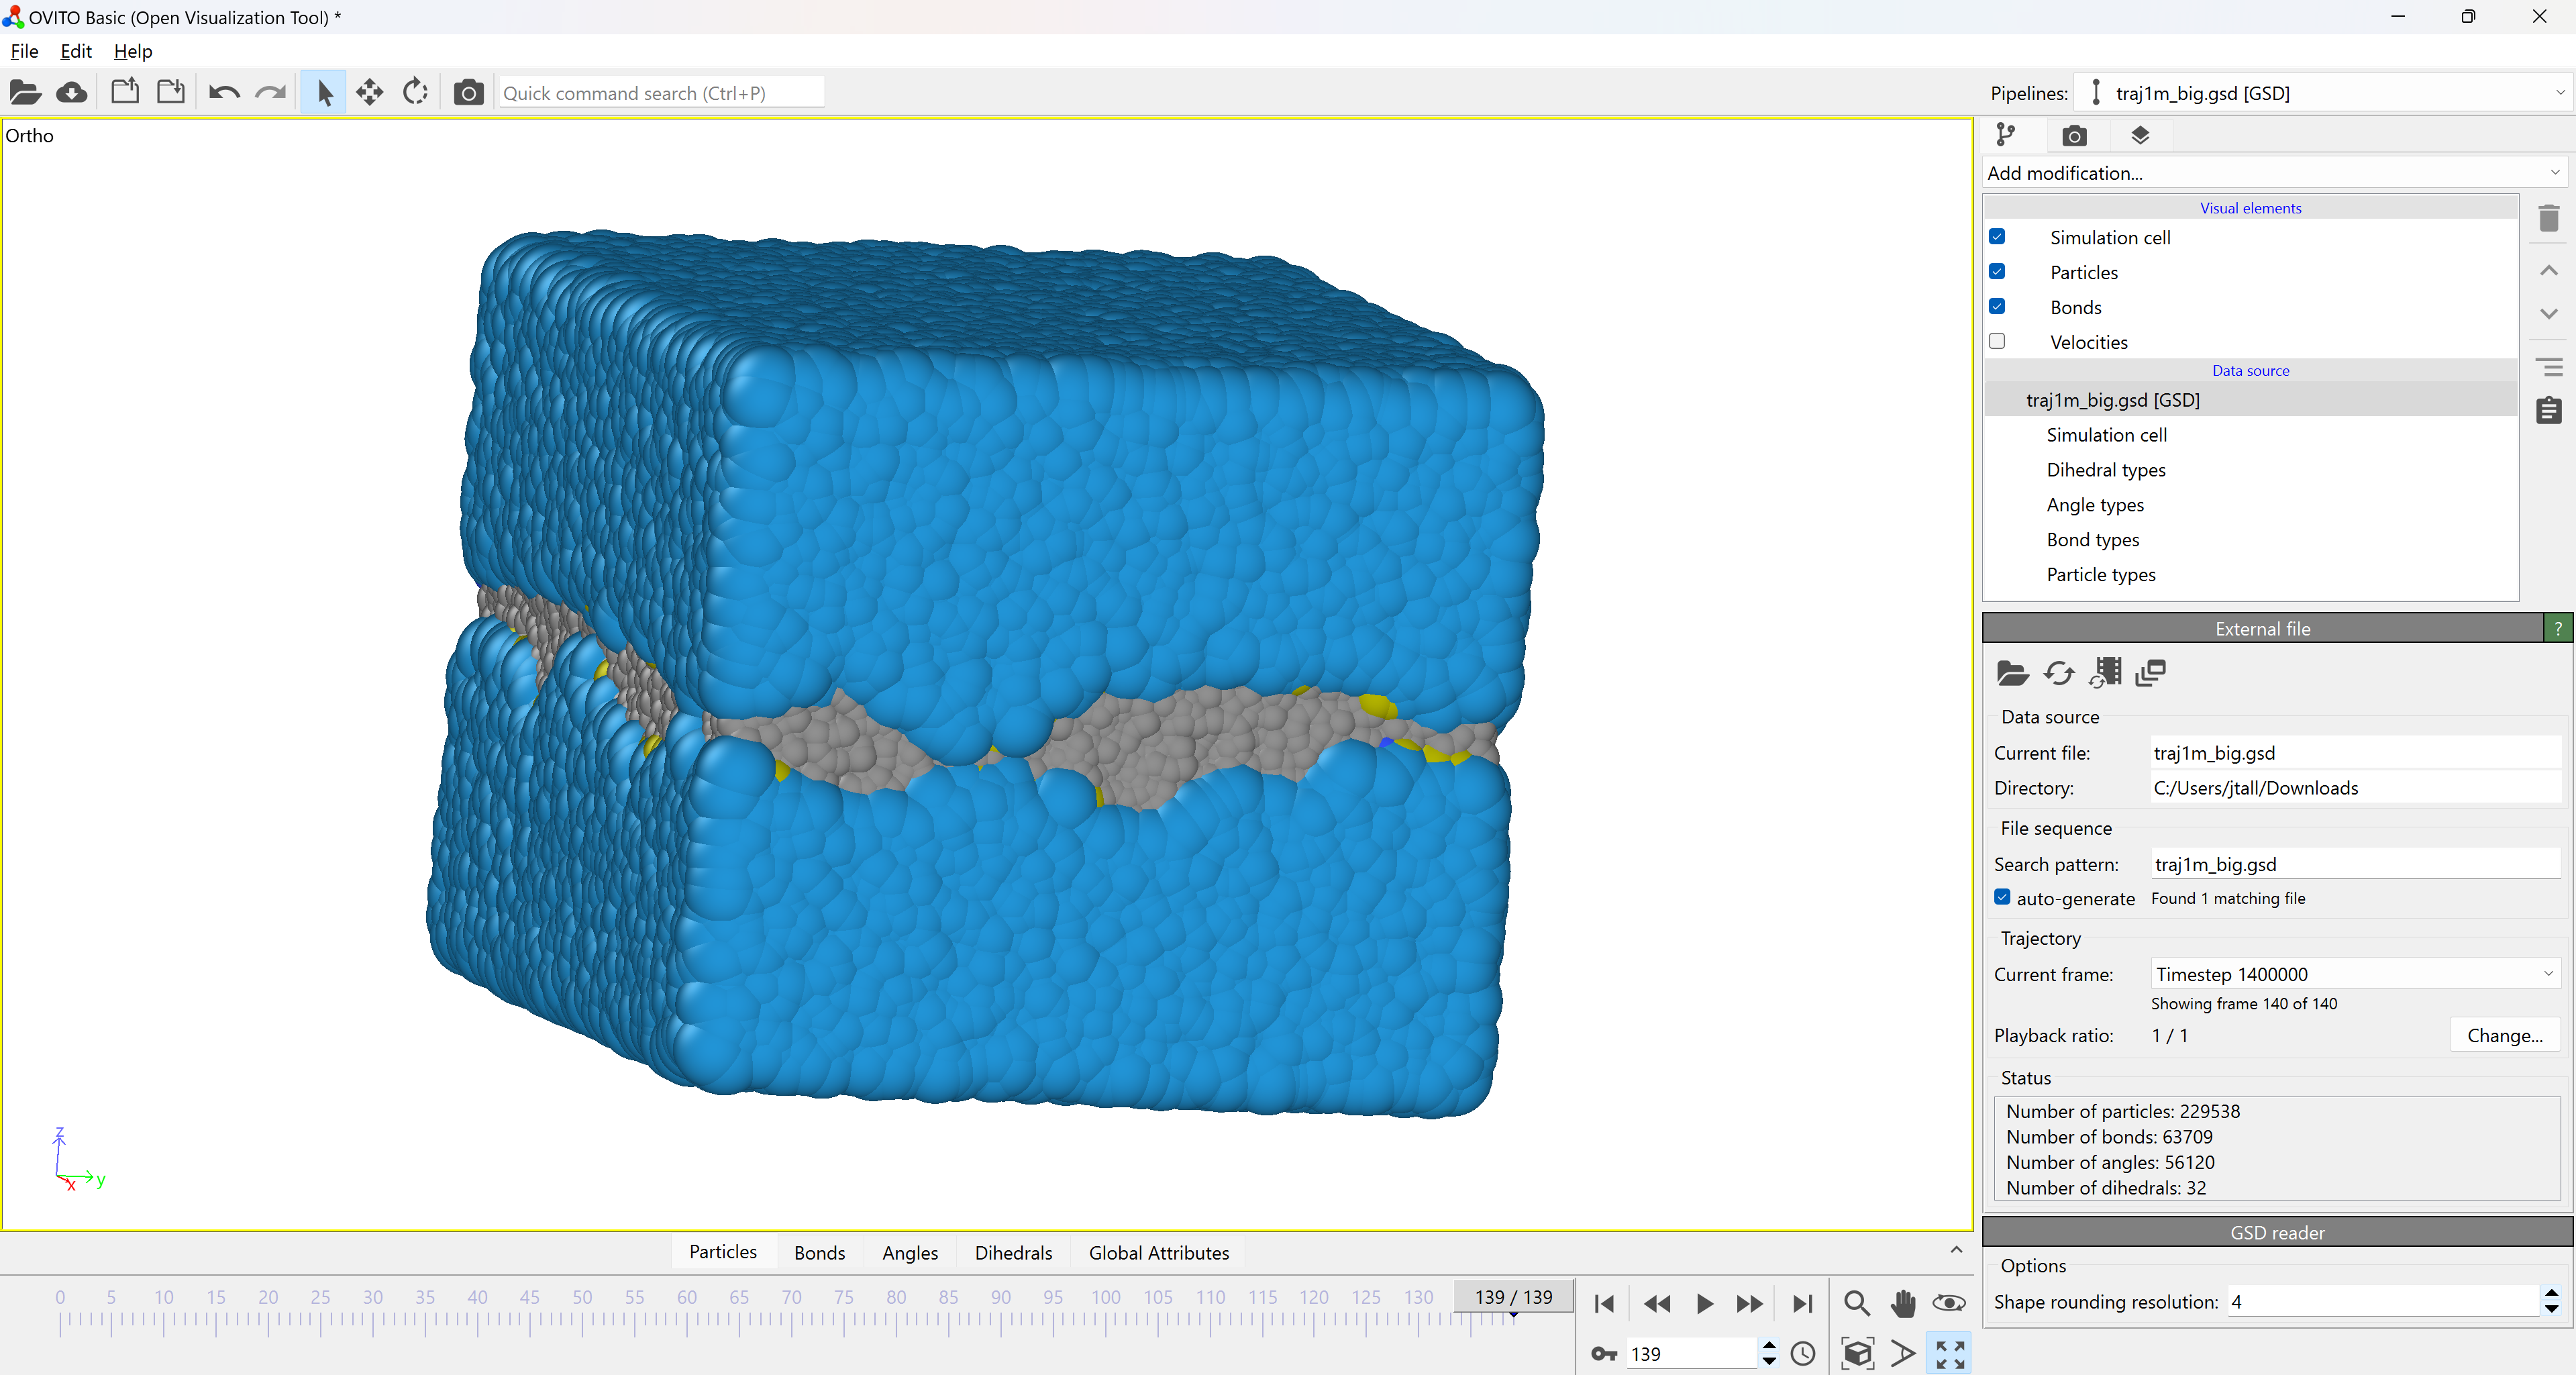 OVITO Basic (Open Visualization Tool) *
File Edit Help
Quick command search (Ctrl+P)
Pipelines: traj1m_big.gsd [GSD]
Ortho
Add modification...
Visual elements
Simulation cell
Particles
Bonds
Velocities
Data source
traj1m_big.gsd [GSD]
Simulation cell
Dihedral types
Angle types
Bond types
Particle types
External file ?
Data source
Current file: traj1m_big.gsd
Directory: C:/Users/jtall/Downloads
File sequence
Search pattern: traj1m_big.gsd
auto-generate Found 1 matching file
Trajectory
Current frame: Timestep 1400000
Showing frame 140 of 140
Playback ratio: 1 / 1 Change...
Status
Number of particles: 229538
Number of bonds: 63709
Number of angles: 56120
Number of dihedrals: 32
GSD reader
Options
Shape rounding resolution: 4
z
y
x
Particles Bonds Angles Dihedrals Global Attributes
0 5 10 15 20 25 30 35 40 45 50 55 60 65 70 75 80 85 90 95 100 105 110 115 120 125 130 139 / 139
139